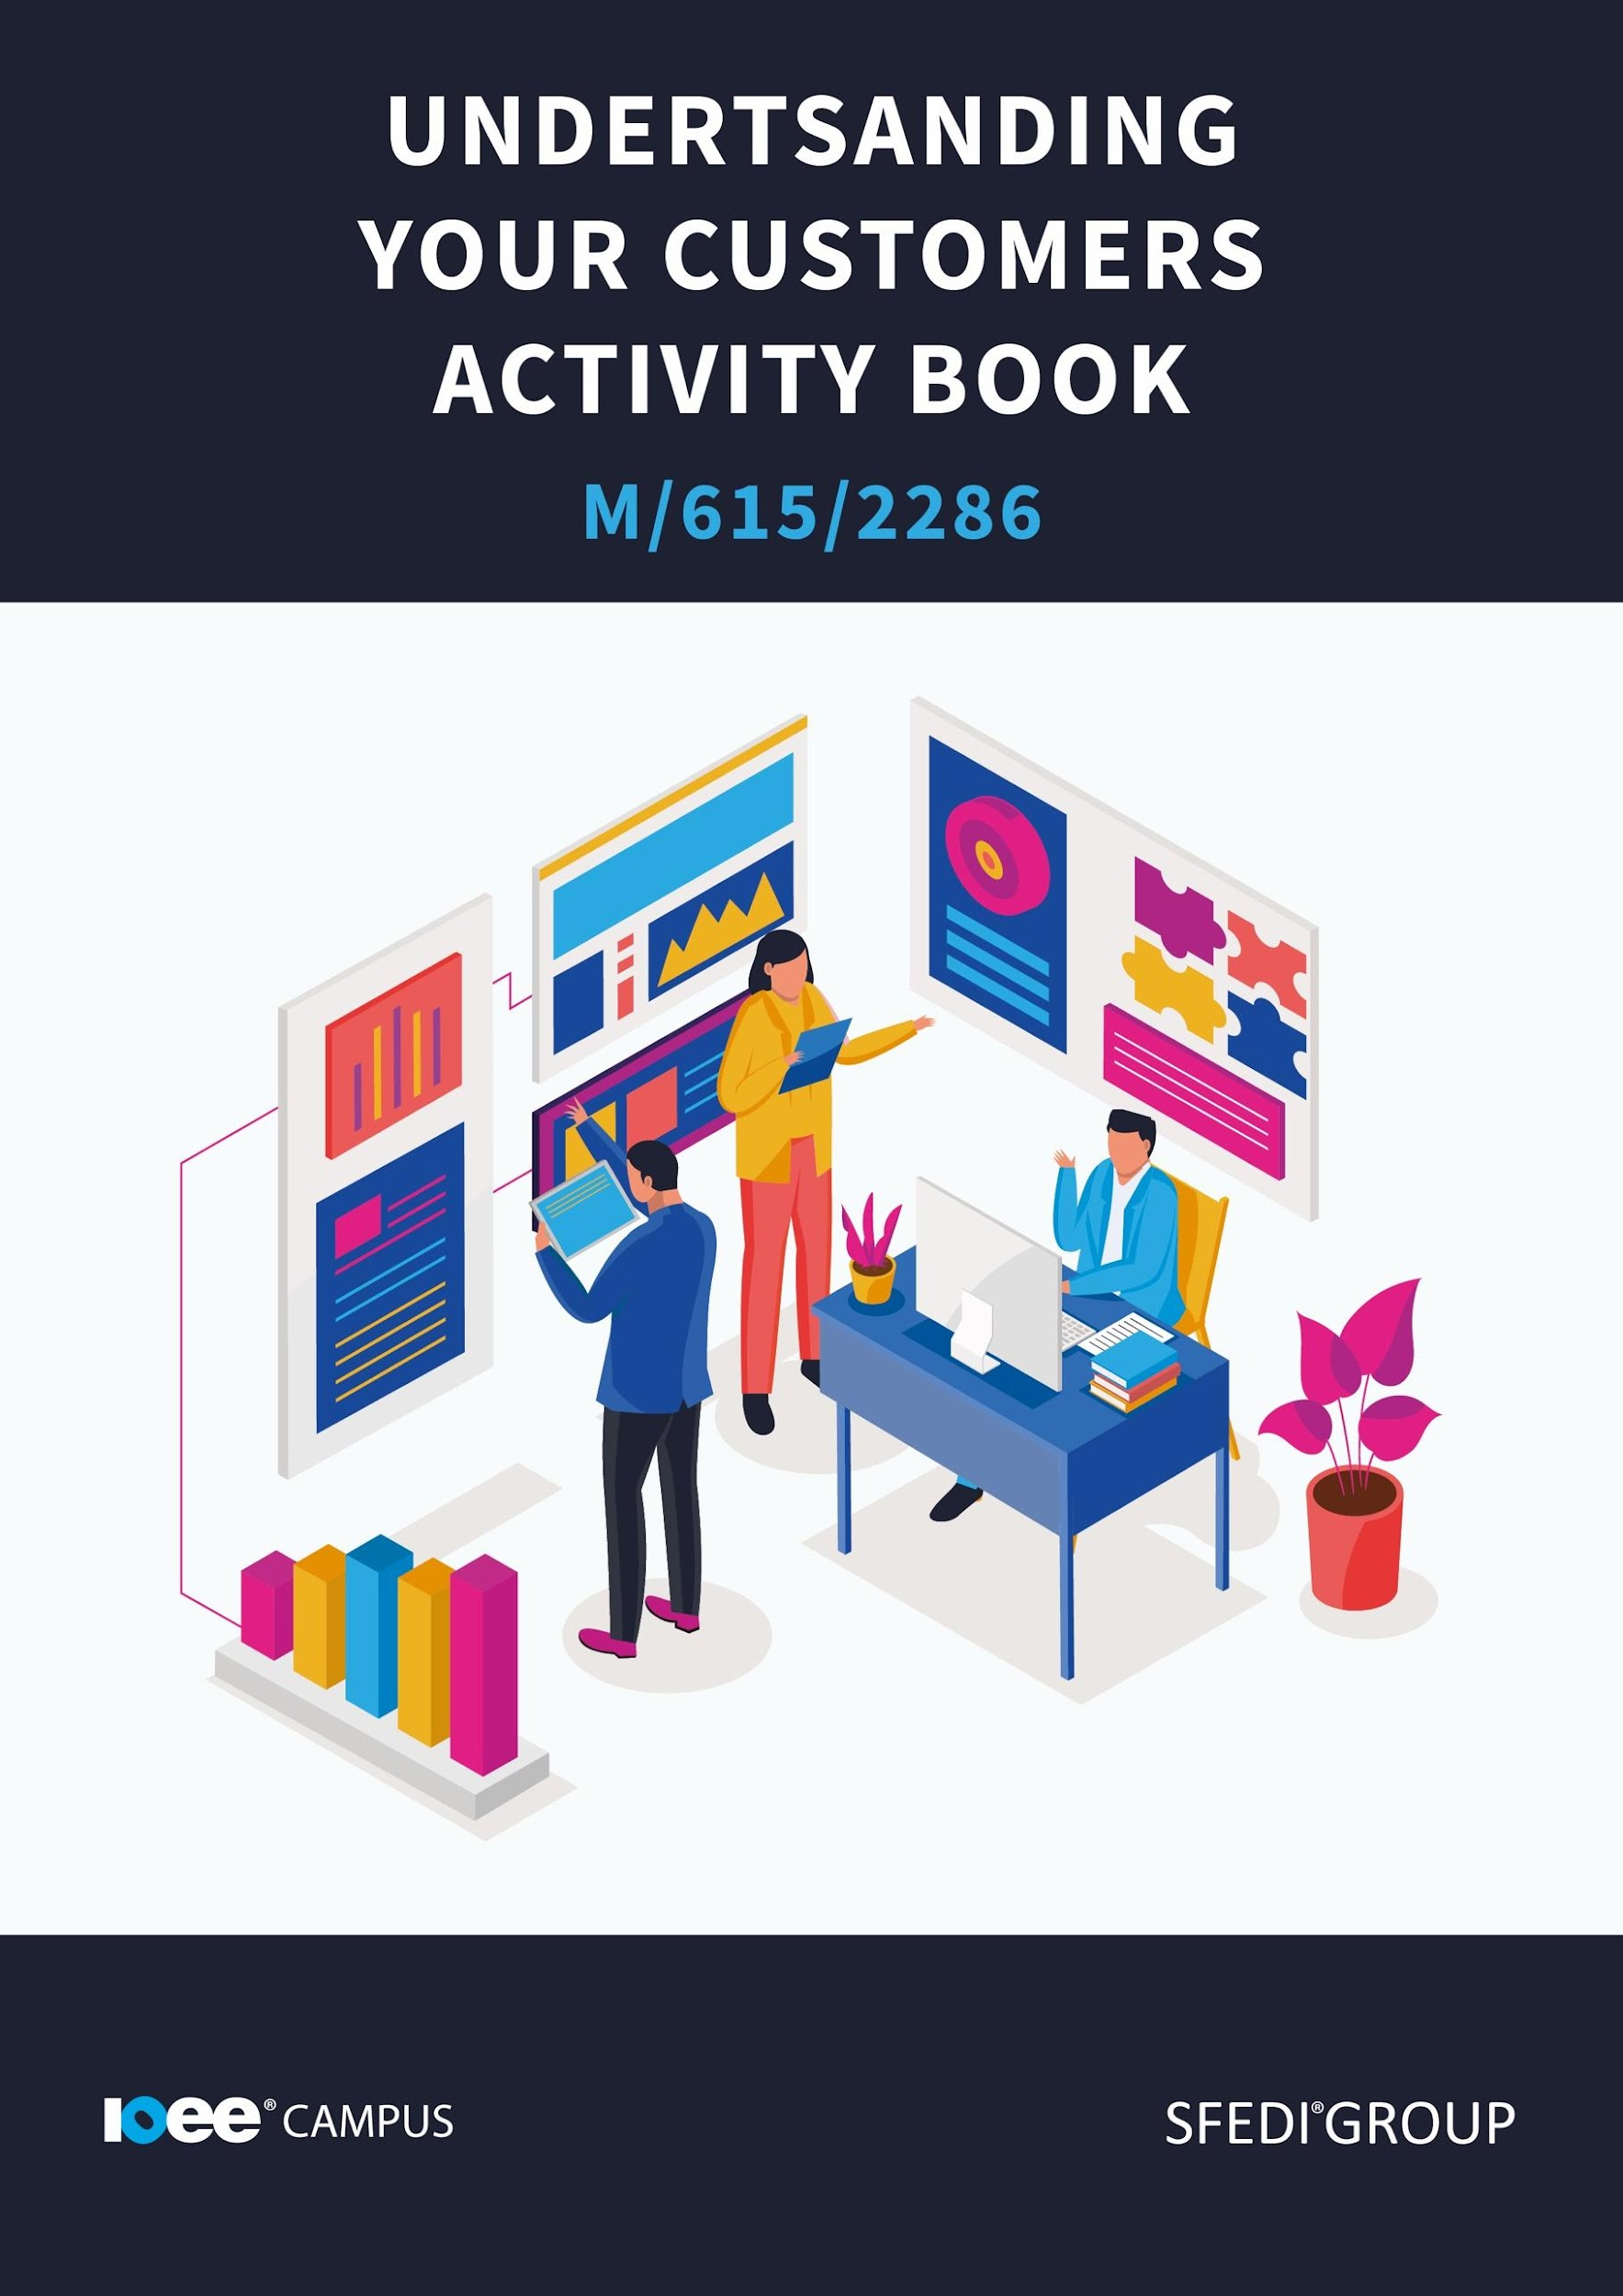 UNDERTSANDING
YOUR CUSTOMERS
ACTIVITY BOOK
M/615/2286
ioee® CAMPUS
SFEDI®GROUP